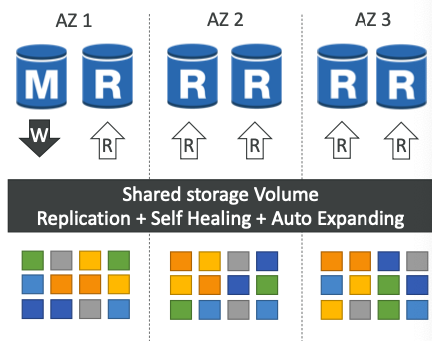 AZ 1 AZ 2 AZ 3
M R R R R R
W R R R R R
Shared storage Volume
Replication + Self Healing + Auto Expanding